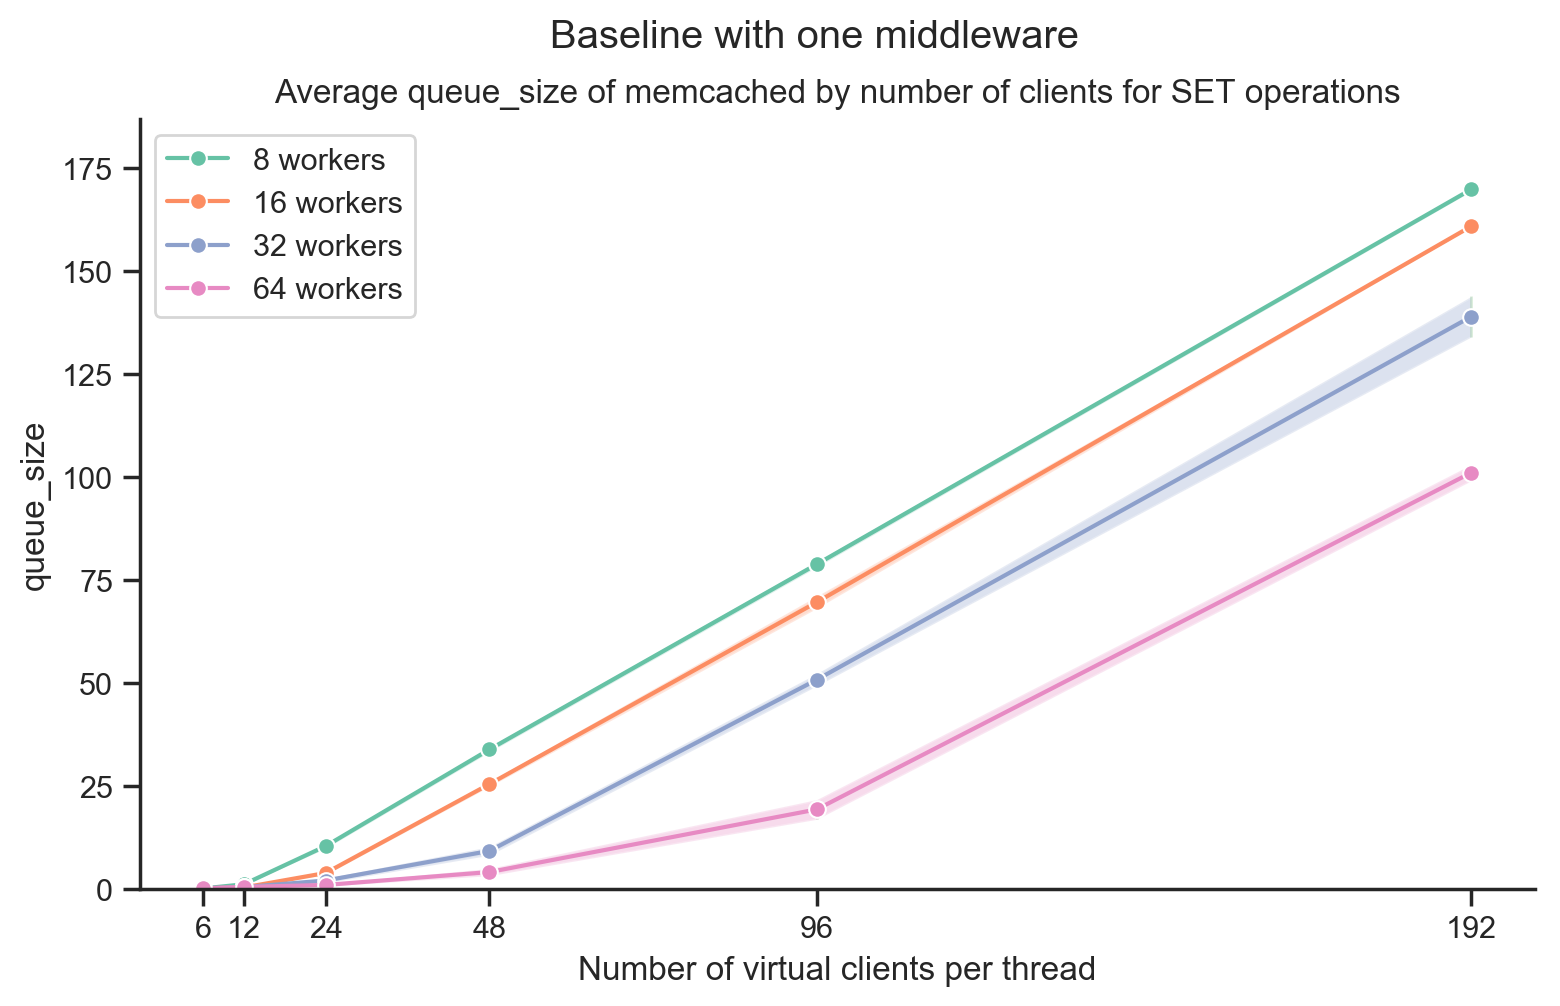 Baseline with one middleware
Average queue_size of memcached by number of clients for SET operations
8 workers
16 workers
32 workers
64 workers
queue_size
175
150
125
100
75
50
25
0
6 12 24 48 96 192
Number of virtual clients per thread